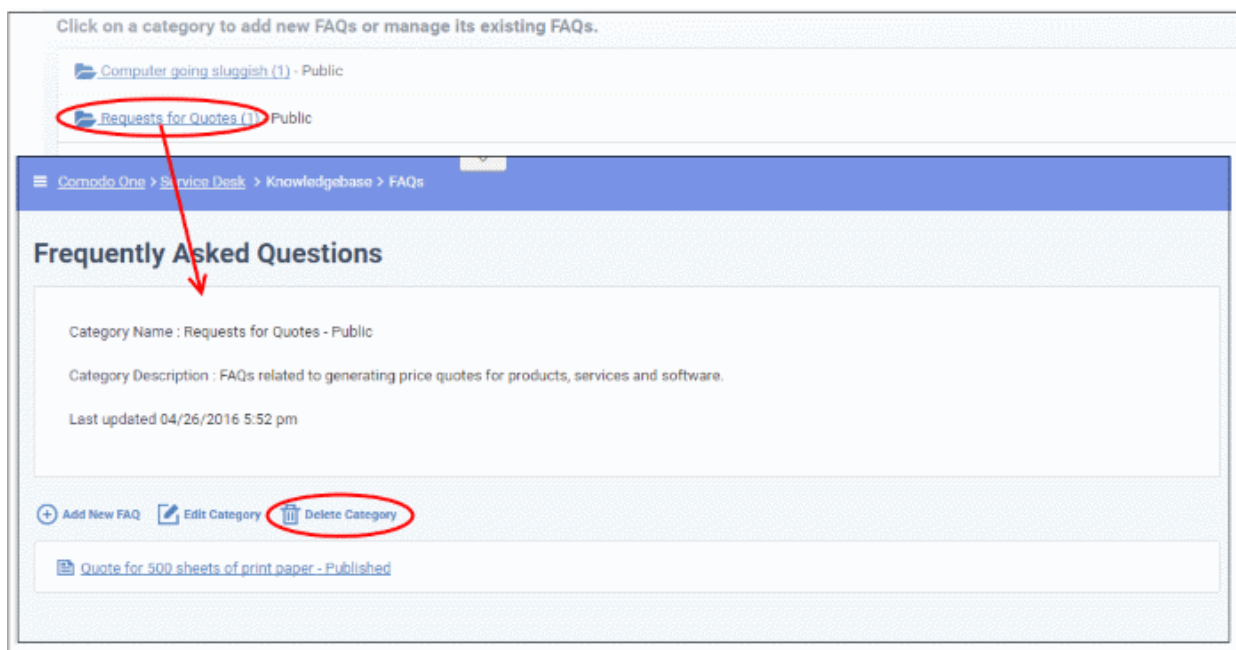 Click on a category to add new FAQs or manage its existing FAQs.
Computer going sluggish (1) - Public
Requests for Quotes (1) - Public
Comodo One > Service Desk > Knowledgebase > FAQs
Frequently Asked Questions
Category Name : Requests for Quotes - Public
Category Description : FAQs related to generating price quotes for products, services and software.
Last updated 04/26/2016 5:52 pm
Add New FAQ Edit Category Delete Category
Quote for 500 sheets of print paper - Published